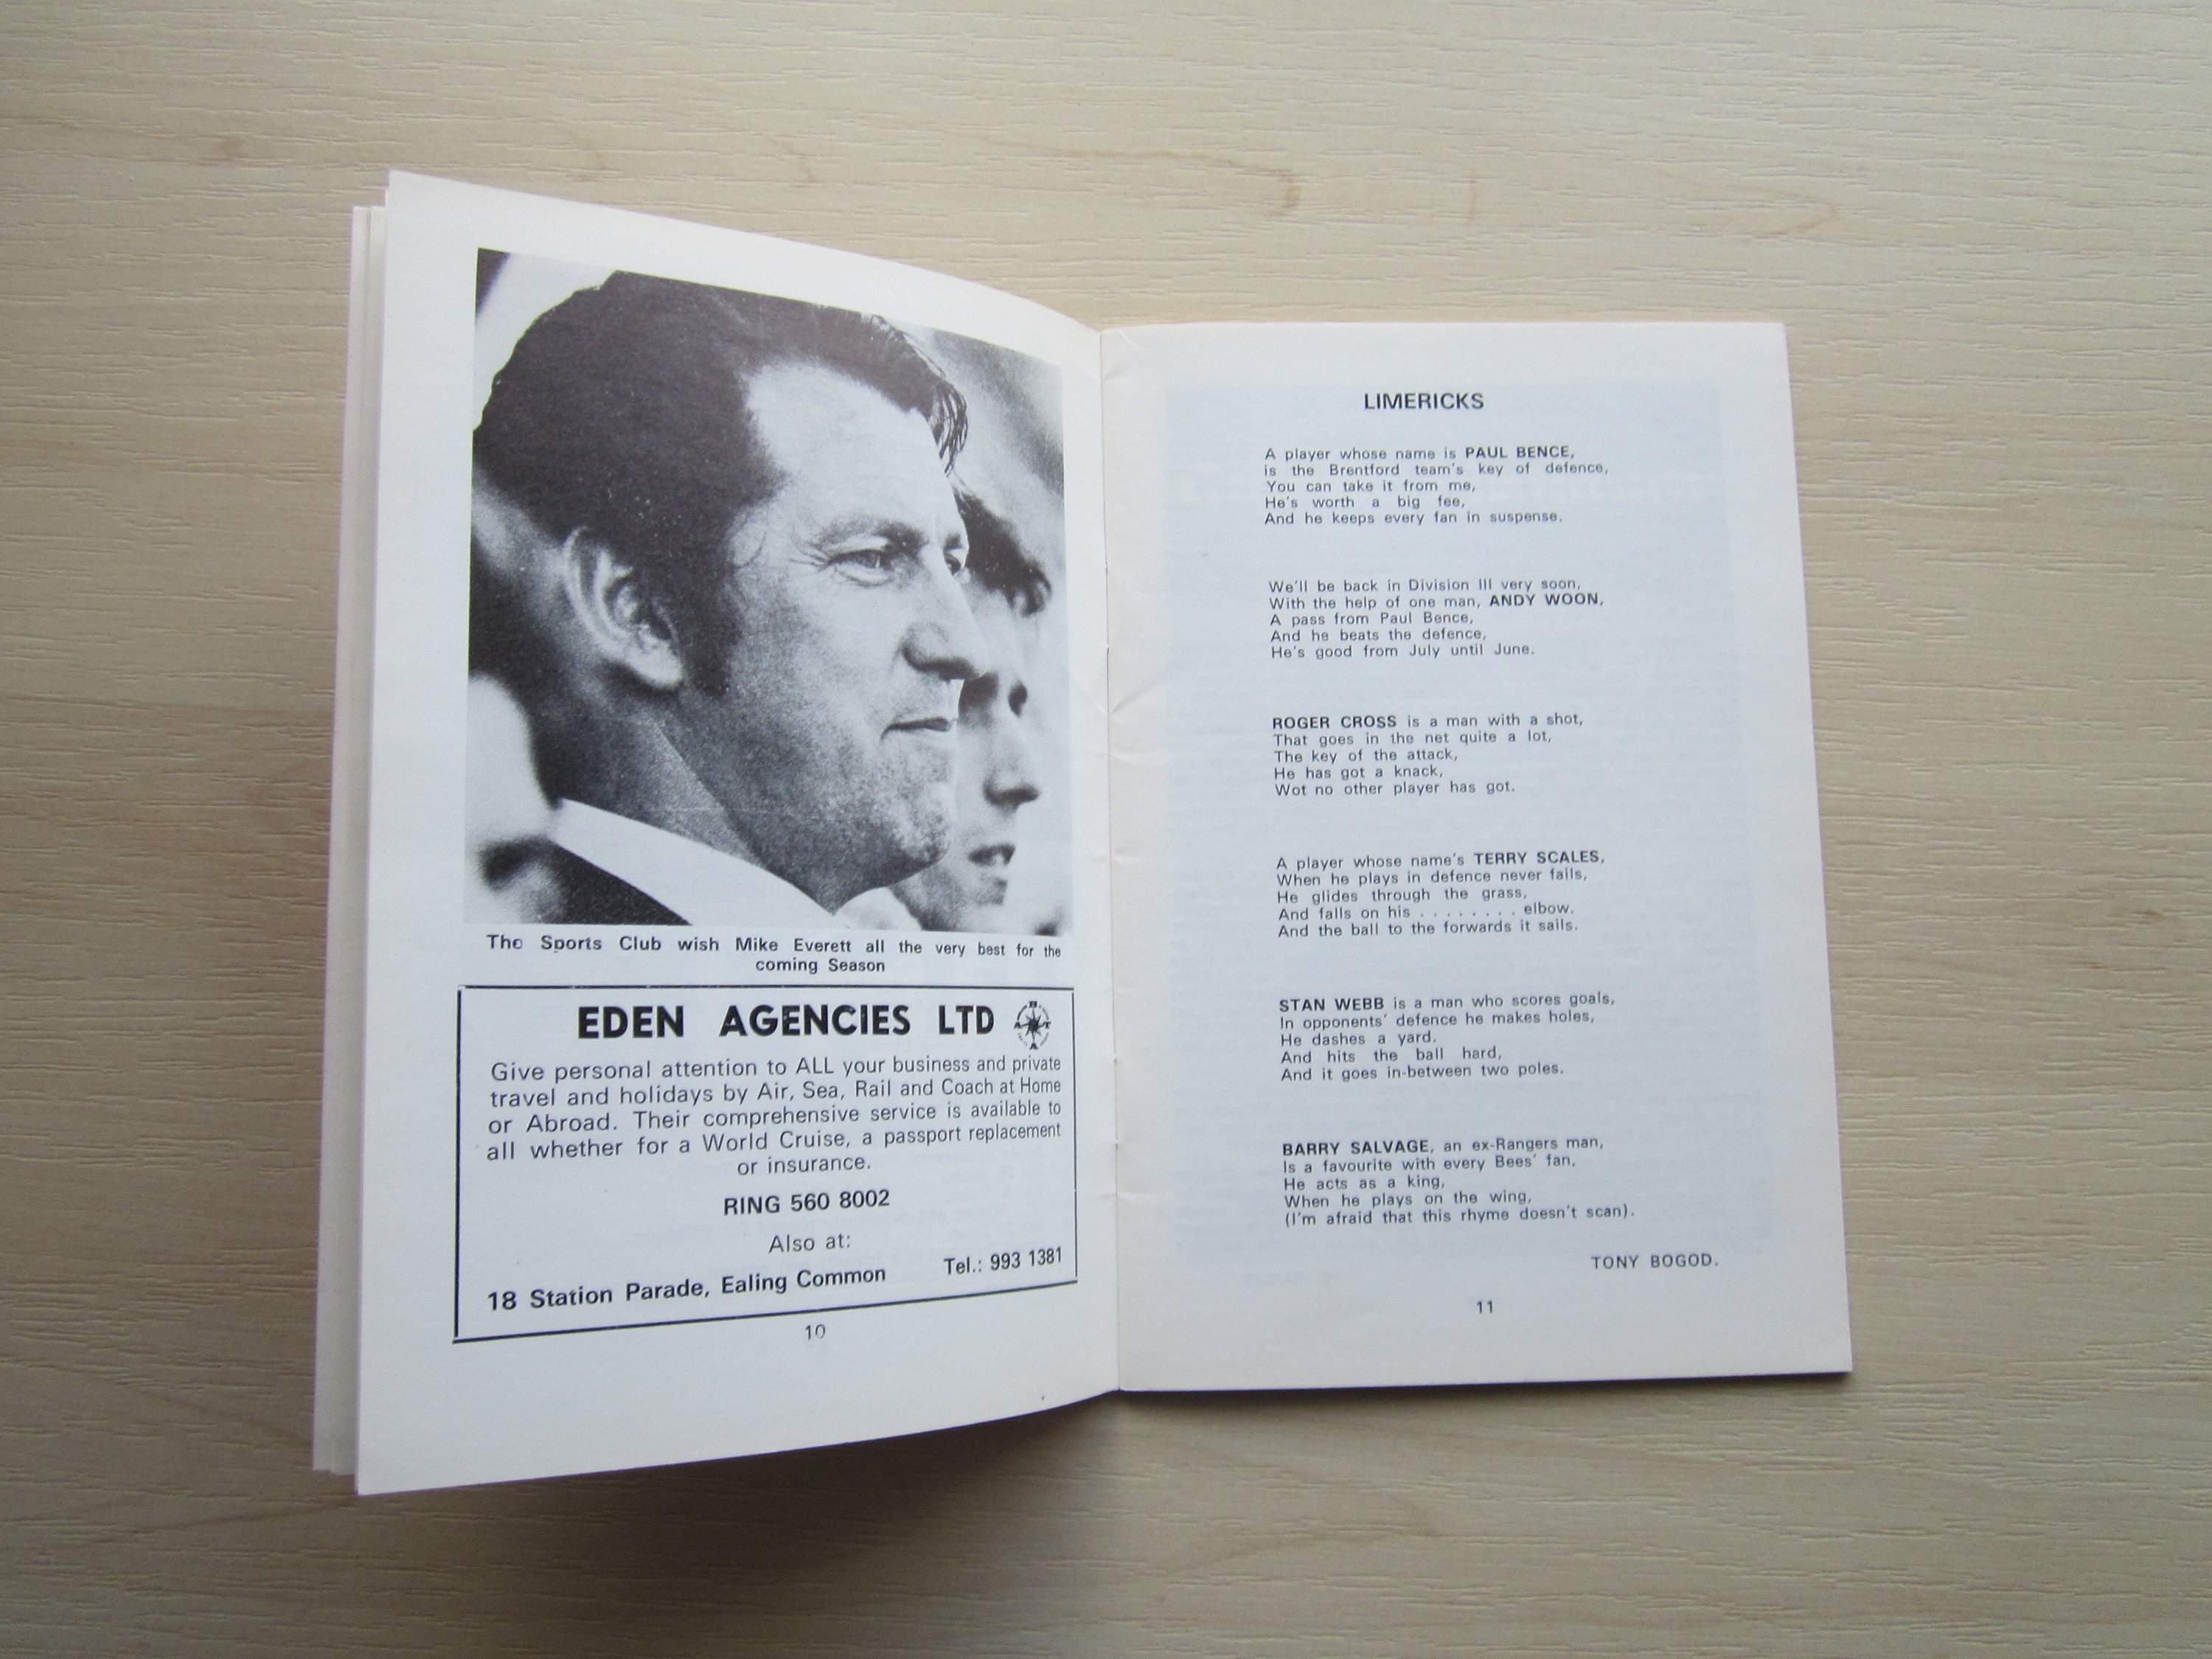 The Sports Club wish Mike Everett all the very best for the
coming Season
EDEN AGENCIES LTD
Give personal attention to ALL your business and private
travel and holidays by Air, Sea, Rail and Coach at Home
or Abroad. Their comprehensive service is available to
all whether for a World Cruise, a passport replacement
or insurance.
RING 560 8002
Also at:
18 Station Parade, Ealing Common Tel.: 993 1381
10
LIMERICKS
A player whose name is PAUL BENCE,
is the Brentford team's key of defence,
You can take it from me,
He's worth a big fee,
And he keeps every fan in suspense.
We'll be back in Division III very soon,
With the help of one man, ANDY WOON,
A pass from Paul Bence,
And he beats the defence,
He's good from July until June.
ROGER CROSS is a man with a shot,
That goes in the net quite a lot,
The key of the attack,
He has got a knack,
Wot no other player has got.
A player whose name's TERRY SCALES,
When he plays in defence never fails,
He glides through the grass,
And falls on his . . . . . . . . elbow,
And the ball to the forwards it sails.
STAN WEBB is a man who scores goals,
In opponents' defence he makes holes,
He dashes a yard.
And hits the ball hard,
And it goes in-between two poles.
BARRY SALVAGE, an ex-Rangers man,
Is a favourite with every Bees' fan,
He acts as a king,
When he plays on the wing,
(I'm afraid that this rhyme doesn't scan).
TONY BOGOD.
11